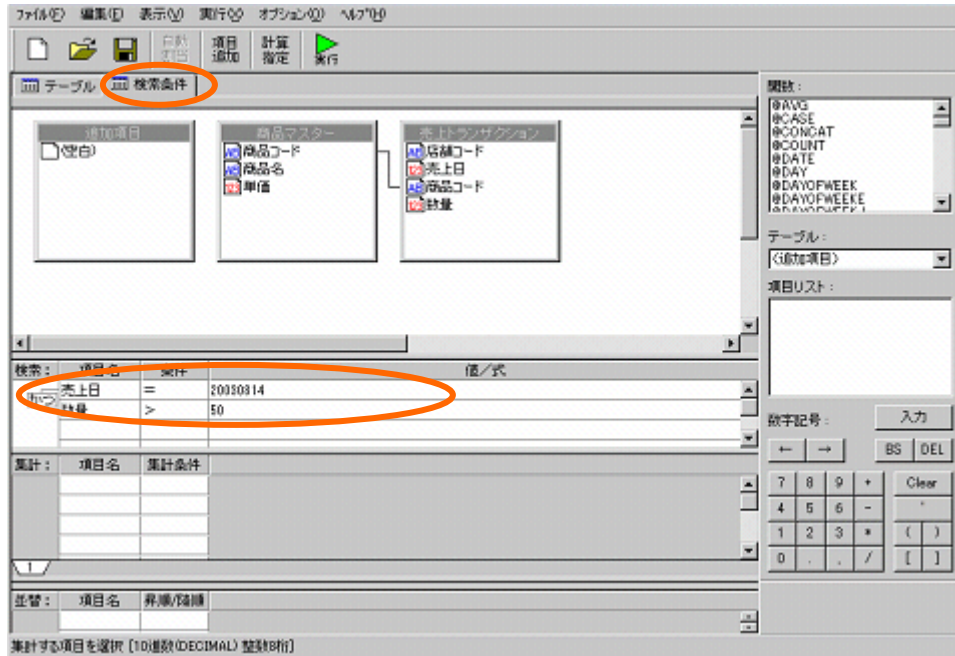 ファイル(F) 編集(E) 表示(V) 実行(X) オプション(O) ヘルプ(H)
自動 割当 項目 追加 計算 指定 実行
テーブル 検索条件
追加項目
(空白)
商品マスター
商品コード
商品名
単価
売上トランザクション
店舗コード
売上日
商品コード
数量
関数:
@AVG
@CASE
@CONCAT
@COUNT
@DATE
@DAY
@DAYOFWEEK
@DAYOFWEEKE
テーブル:
(追加項目)
項目リスト:
検索: 項目名 条件 値/式
かつ
売上日 = 20030314
数量 > 50
集計: 項目名 集計条件
1
並替: 項目名 昇順/降順
数字記号: 入力
← → BS DEL
7 8 9 + Clear
4 5 6 - '
1 2 3 * ( )
0 . , / [ ]
集計する項目を選択 [10進数(DECIMAL) 整数8桁]